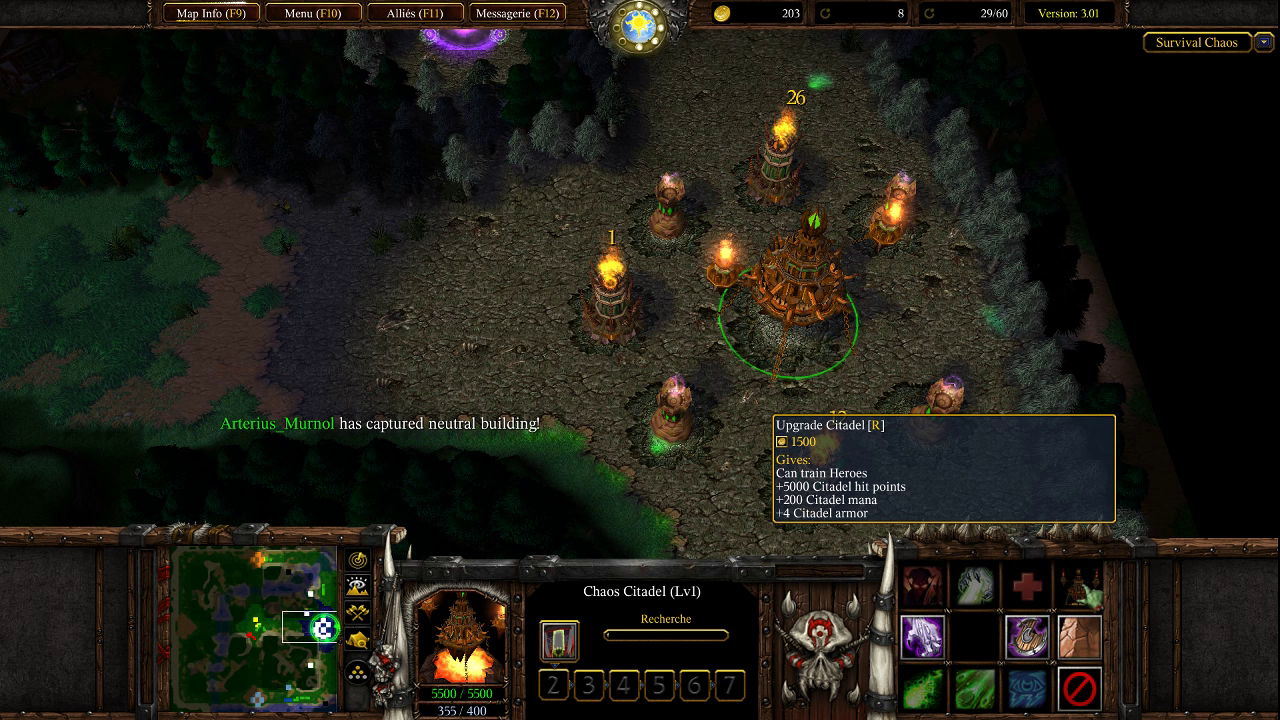 Map Info (F9)
Menu (F10)
Alliés (F11)
Messagerie (F12)
203
8
29/60
Version: 3.01
Survival Chaos
26
1
Arterius_Murnol has captured neutral building!
Upgrade Citadel [R]
1500
Gives:
Can train Heroes
+5000 Citadel hit points
+200 Citadel mana
+4 Citadel armor
Chaos Citadel (Lv1)
Recherche
2 3 4 5 6 7
5500 / 5500
355 / 400